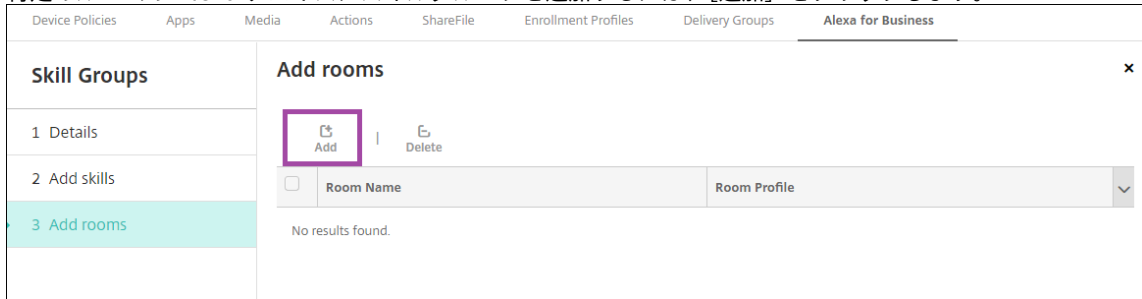 Device Policies Apps Media Actions ShareFile Enrollment Profiles Delivery Groups Alexa for Business
Skill Groups
1 Details
2 Add skills
3 Add rooms
Add rooms
×
Add | Delete
Room Name Room Profile
No results found.